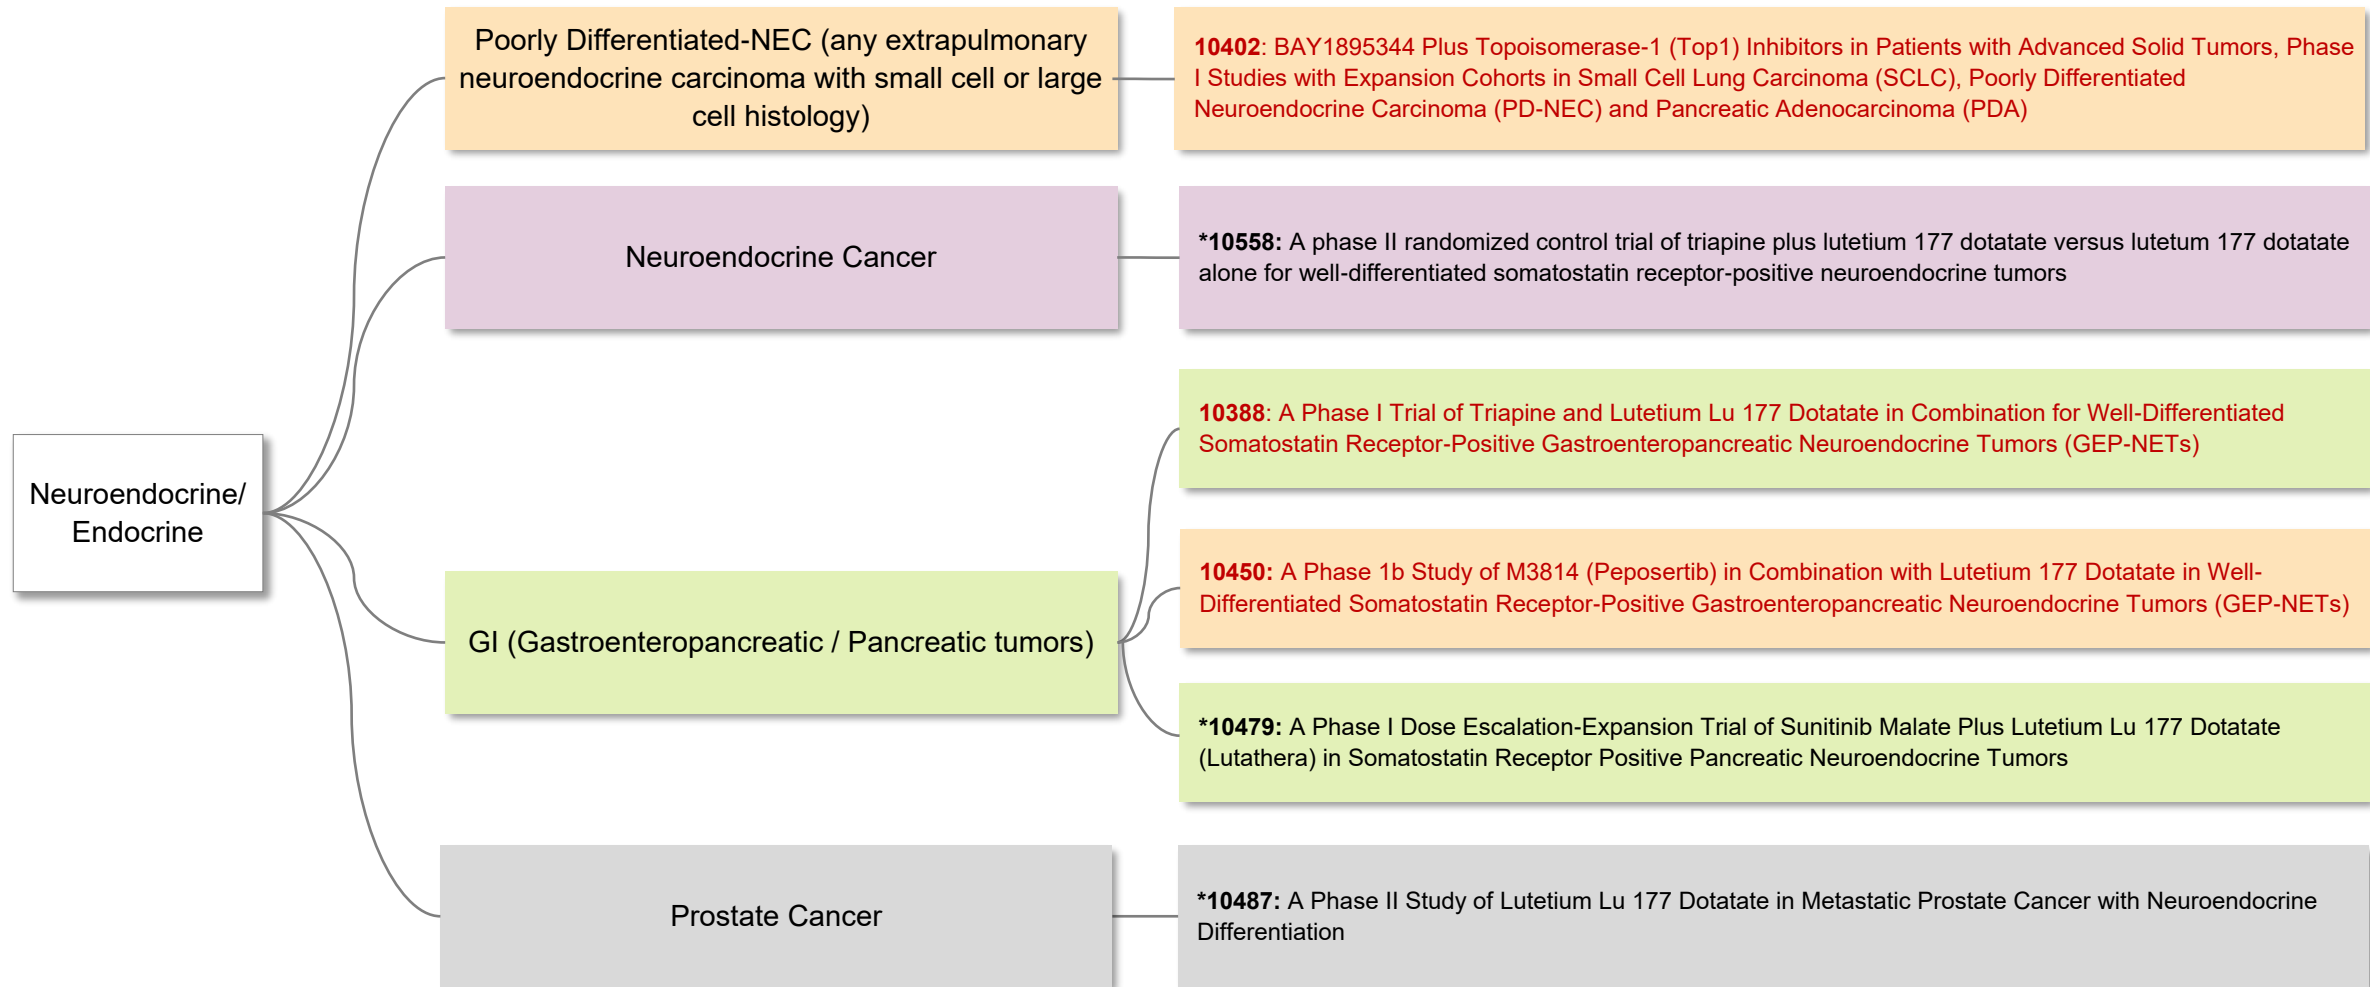 Poorly Differentiated-NEC (any extrapulmonary
neuroendocrine carcinoma with small cell or large
cell histology)
10402: BAY1895344 Plus Topoisomerase-1 (Top1) Inhibitors in Patients with Advanced Solid Tumors, Phase
I Studies with Expansion Cohorts in Small Cell Lung Carcinoma (SCLC), Poorly Differentiated
Neuroendocrine Carcinoma (PD-NEC) and Pancreatic Adenocarcinoma (PDA)
Neuroendocrine Cancer
*10558: A phase II randomized control trial of triapine plus lutetium 177 dotatate versus lutetum 177 dotatate
alone for well-differentiated somatostatin receptor-positive neuroendocrine tumors
Neuroendocrine/
Endocrine
GI (Gastroenteropancreatic / Pancreatic tumors)
10388: A Phase I Trial of Triapine and Lutetium Lu 177 Dotatate in Combination for Well-Differentiated
Somatostatin Receptor-Positive Gastroenteropancreatic Neuroendocrine Tumors (GEP-NETs)
10450: A Phase 1b Study of M3814 (Peposertib) in Combination with Lutetium 177 Dotatate in Well-
Differentiated Somatostatin Receptor-Positive Gastroenteropancreatic Neuroendocrine Tumors (GEP-NETs)
*10479: A Phase I Dose Escalation-Expansion Trial of Sunitinib Malate Plus Lutetium Lu 177 Dotatate
(Lutathera) in Somatostatin Receptor Positive Pancreatic Neuroendocrine Tumors
Prostate Cancer
*10487: A Phase II Study of Lutetium Lu 177 Dotatate in Metastatic Prostate Cancer with Neuroendocrine
Differentiation